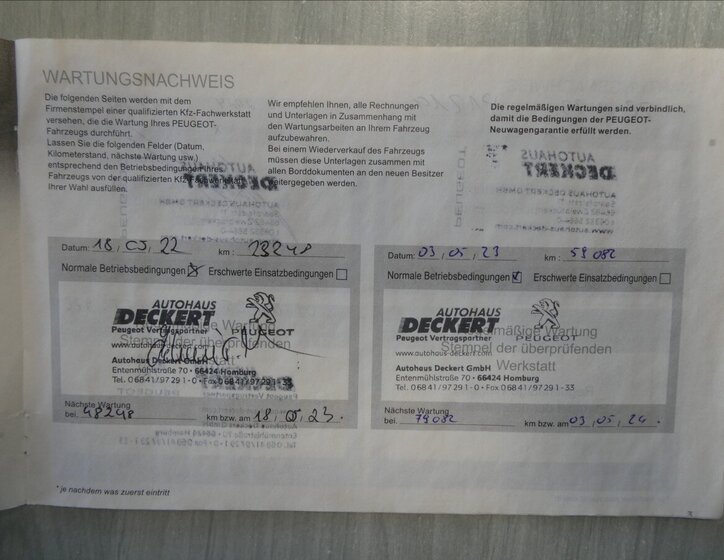 WARTUNGSNACHWEIS
Die folgenden Seiten werden mit dem
Firmenstempel einer qualifizierten Kfz-Fachwerkstatt
versehen, die die Wartung Ihres PEUGEOT-
Fahrzeugs durchführt.
Lassen Sie die folgenden Felder (Datum,
Kilometerstand, nächste Wartung usw.)
entsprechend den Betriebsbedingungen Ihres
Fahrzeugs von der qualifizierten Kfz-
Ihrer Wahl ausfüllen.
Wir empfehlen Ihnen, alle Rechnungen
und Unterlagen in Zusammenhang mit
den Wartungsarbeiten an Ihrem Fahrzeug
aufzubewahren.
Bei einem Wiederverkauf des Fahrzeugs
müssen diese Unterlagen zusammen mit
allen Borddokumenten an den neuen Besitzer
weitergegeben werden.
Die regelmäßigen Wartungen sind verbindlich,
damit die Bedingungen der PEUGEOT-
Neuwagengarantie erfüllt werden.
Datum: 18, 05, 22 km: 28248
Normale Betriebsbedingungen Erschwerte Einsatzbedingungen
AUTOHAUS
DECKERT
Peugeot Vertragspartner PEUGEOT
Stempel der überprüfenden
www.autohaus-deckert.com
Autohaus Deckert GmbH
Entenmühlstraße 70 • 66424 Homburg
Tel. 06841/97291-0 • Fax 06841/97291-33
Nächste Wartung
bei 48248 km bzw. am 18, 05, 23.
Datum: 03, 05, 23 km: 59082
Normale Betriebsbedingungen Erschwerte Einsatzbedingungen
AUTOHAUS
DECKERT
Peugeot Vertragspartner PEUGEOT
regelmäßige Wartung
Stempel der überprüfenden
www.autohaus-deckert.com
Werkstatt
Autohaus Deckert GmbH
Entenmühlstraße 70 • 66424 Homburg
Tel. 06841/97291-0 • Fax 06841/97291-33
Nächste Wartung
bei. 79082 km bzw. am 03, 05, 24.
* je nachdem was zuerst eintritt